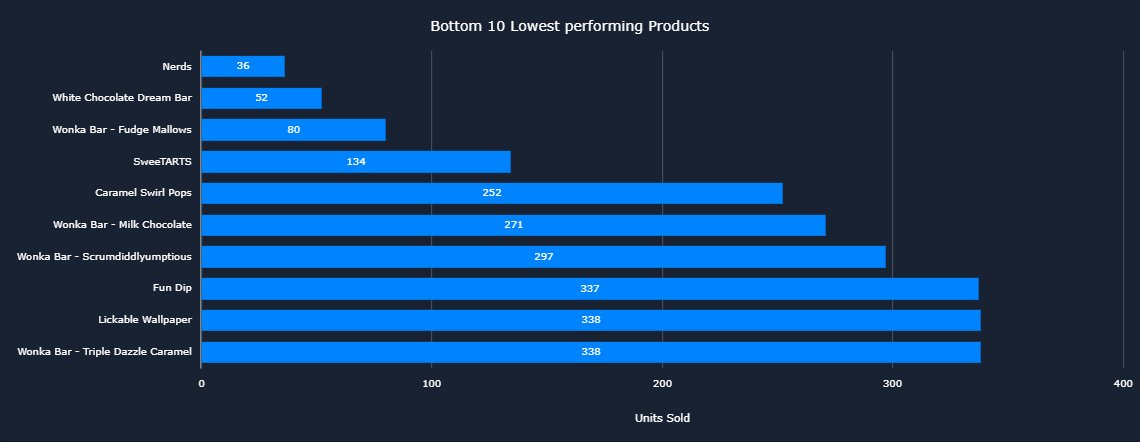 Bottom 10 Lowest performing Products
Nerds 36
White Chocolate Dream Bar 52
Wonka Bar - Fudge Mallows 80
SweeTARTS 134
Caramel Swirl Pops 252
Wonka Bar - Milk Chocolate 271
Wonka Bar - Scrumdiddlyumptious 297
Fun Dip 337
Lickable Wallpaper 338
Wonka Bar - Triple Dazzle Caramel 338
0 100 200 300 400
Units Sold